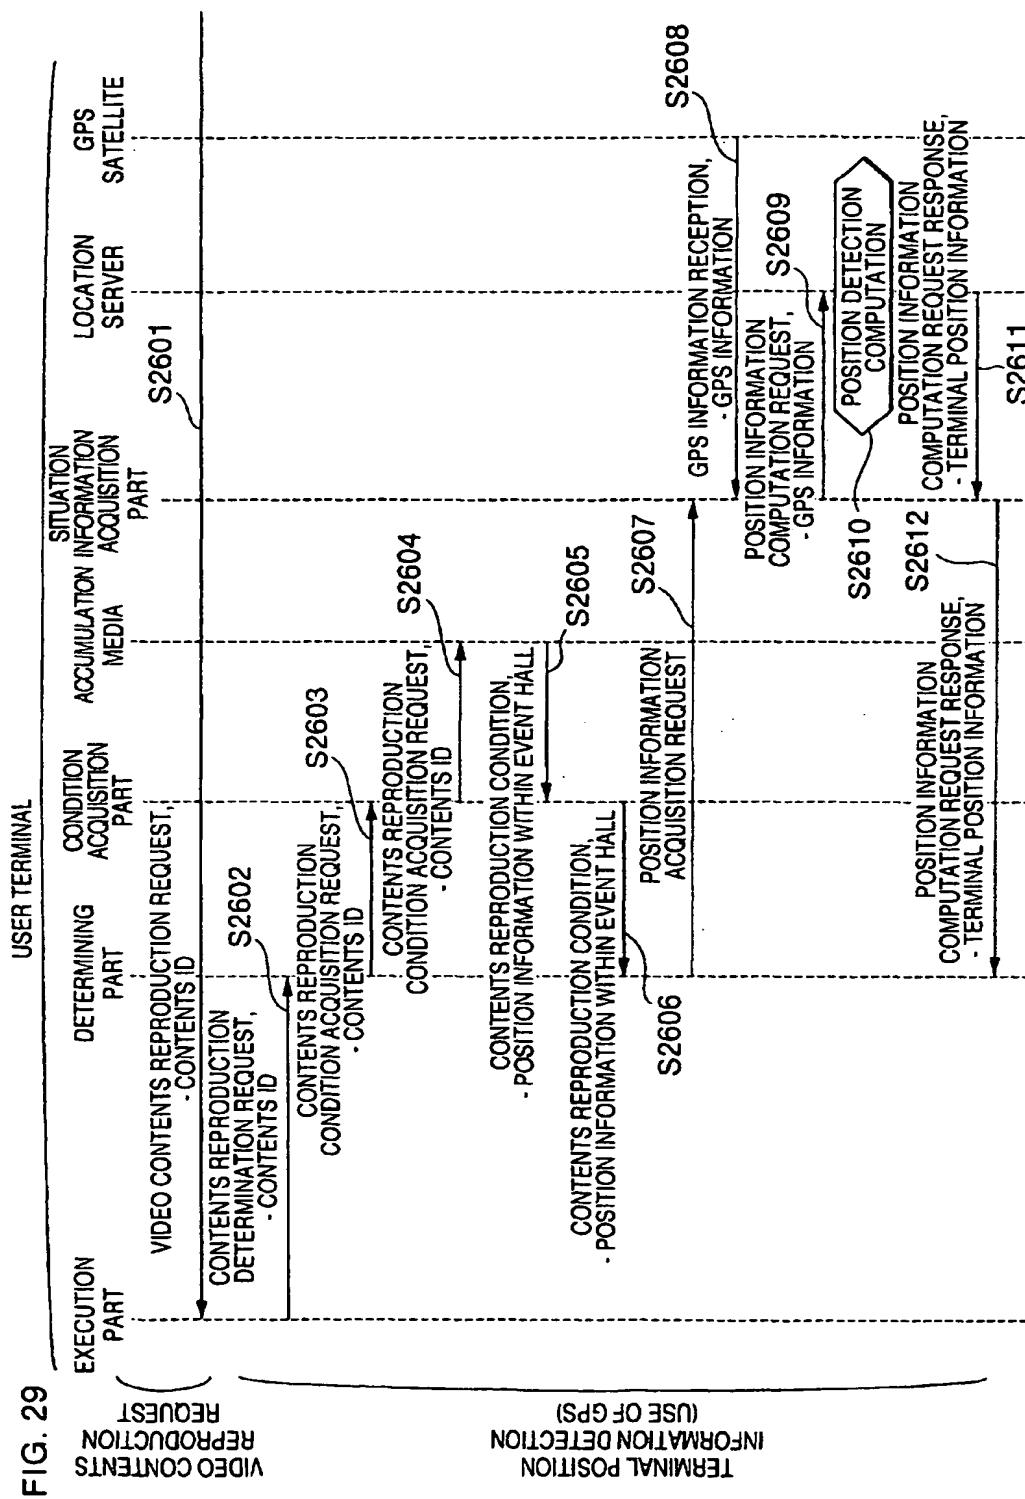 FIG. 29
USER TERMINAL
EXECUTION
PART
DETERMINING
PART
CONDITION
ACQUISITION
PART
ACCUMULATION
MEDIA
SITUATION
INFORMATION
ACQUISITION
PART
LOCATION
SERVER
GPS
SATELLITE
VIDEO CONTENTS
REPRODUCTION
REQUEST
VIDEO CONTENTS REPRODUCTION REQUEST,
- CONTENTS ID
S2601
TERMINAL POSITION
INFORMATION DETECTION
(USE OF GPS)
CONTENTS REPRODUCTION
DETERMINATION REQUEST,
- CONTENTS ID
S2602
CONTENTS REPRODUCTION
CONDITION ACQUISITION REQUEST,
- CONTENTS ID
S2603
CONTENTS REPRODUCTION
CONDITION ACQUISITION REQUEST,
- CONTENTS ID
S2604
CONTENTS REPRODUCTION CONDITION,
- POSITION INFORMATION WITHIN EVENT HALL
S2605
CONTENTS REPRODUCTION CONDITION,
- POSITION INFORMATION WITHIN EVENT HALL
S2606
POSITION INFORMATION
ACQUISITION REQUEST
S2607
GPS INFORMATION RECEPTION,
- GPS INFORMATION
S2608
POSITION INFORMATION
COMPUTATION REQUEST,
- GPS INFORMATION
S2609
POSITION DETECTION
COMPUTATION
S2610
POSITION INFORMATION
COMPUTATION REQUEST RESPONSE,
- TERMINAL POSITION INFORMATION
S2611
POSITION INFORMATION
COMPUTATION REQUEST RESPONSE,
- TERMINAL POSITION INFORMATION
S2612